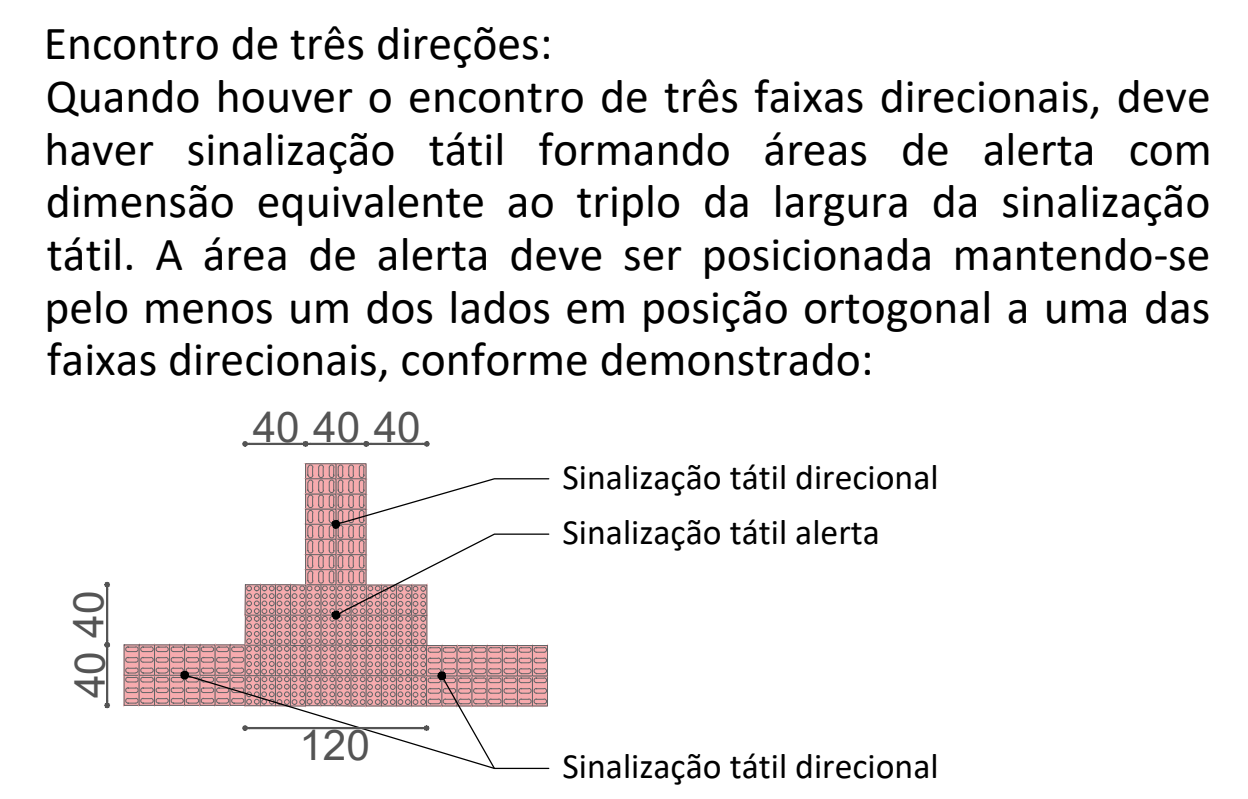 Encontro de três direções:
Quando houver o encontro de três faixas direcionais, deve
haver sinalização tátil formando áreas de alerta com
dimensão equivalente ao triplo da largura da sinalização
tátil. A área de alerta deve ser posicionada mantendo-se
pelo menos um dos lados em posição ortogonal a uma das
faixas direcionais, conforme demonstrado:
40 40 40
Sinalização tátil direcional
Sinalização tátil alerta
40 40
120
Sinalização tátil direcional